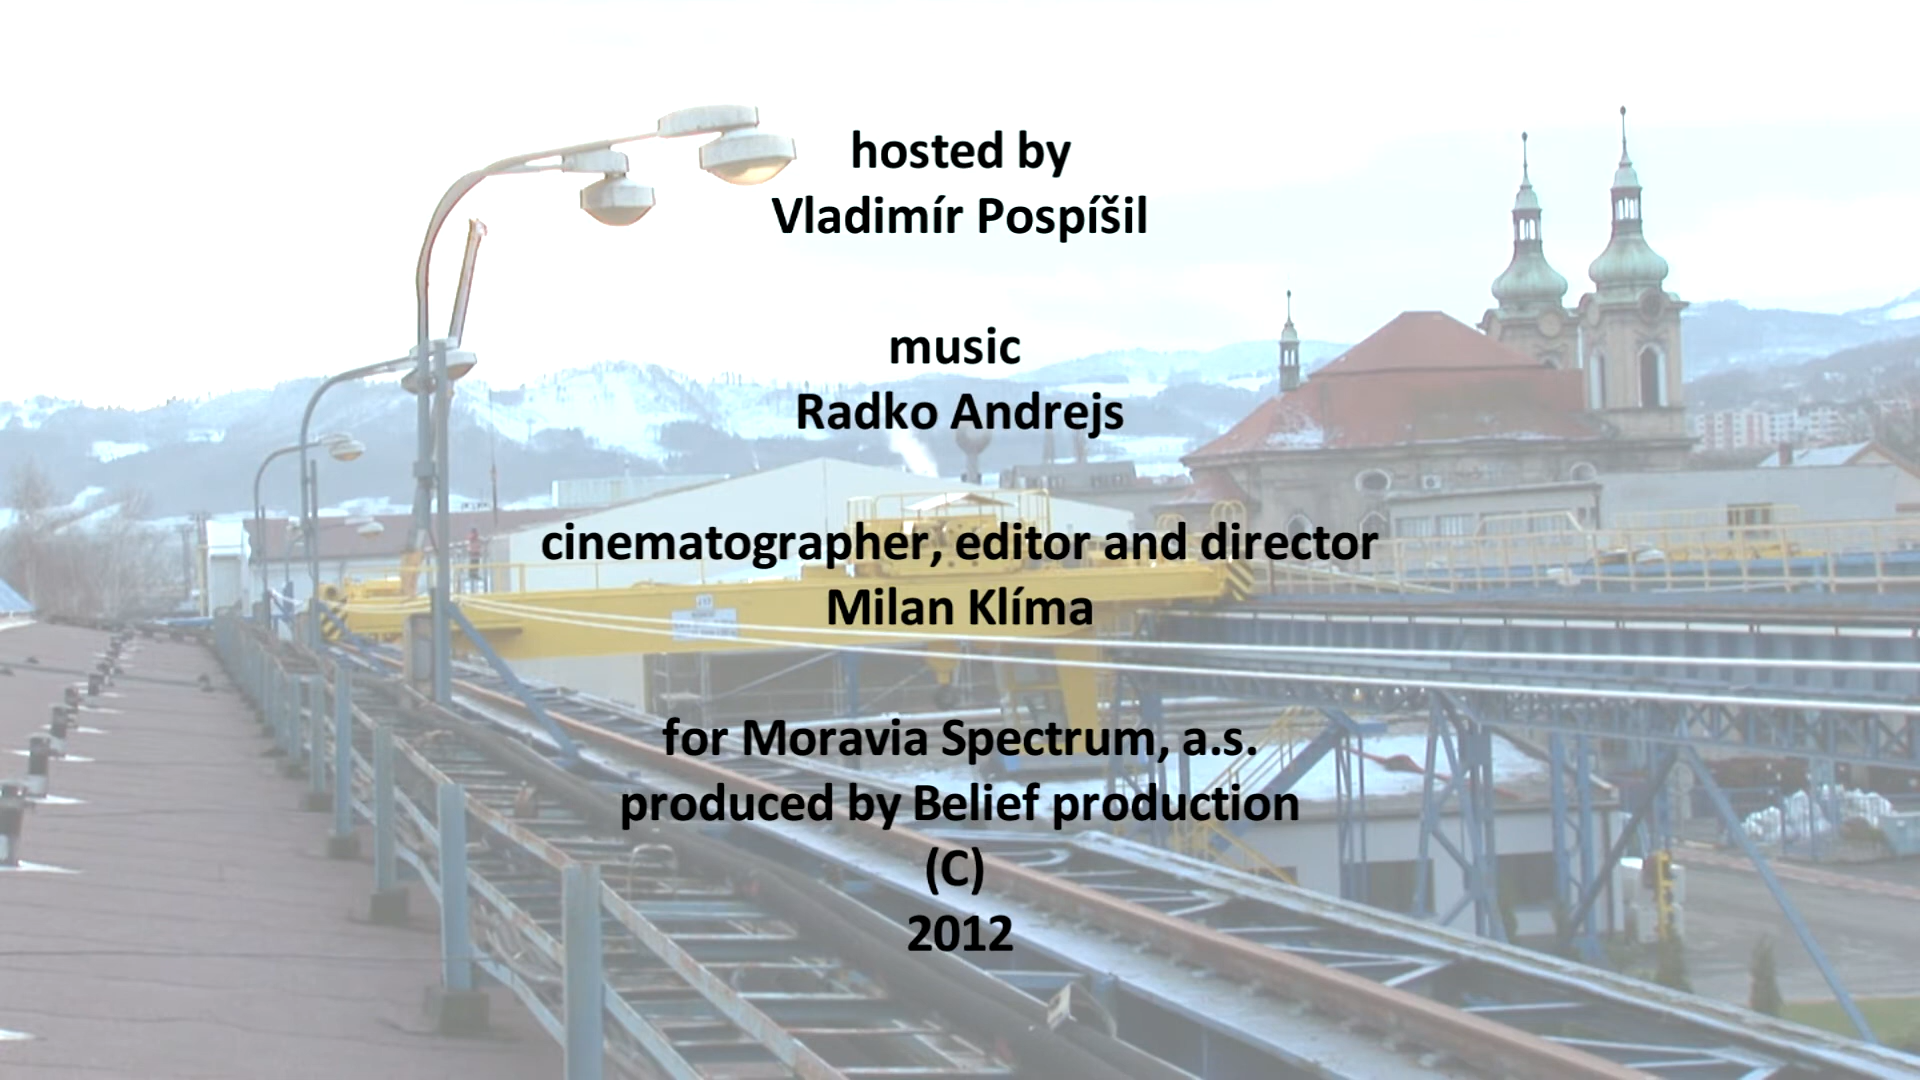 hosted by
Vladimír Pospíšil
music
Radko Andrejs
cinematographer, editor and director
Milan Klíma
for Moravia Spectrum, a.s.
produced by Belief production
(C)
2012